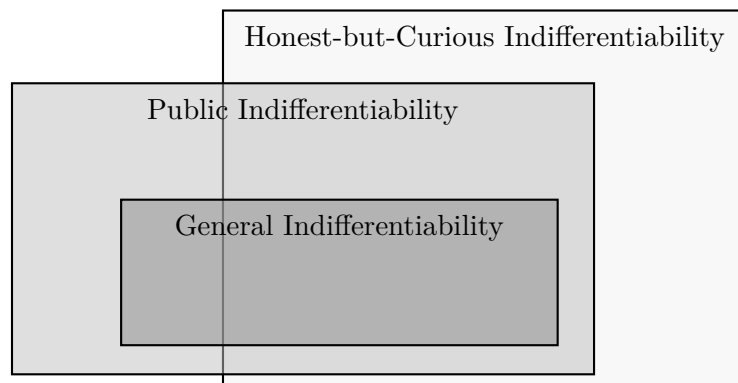 Honest-but-Curious Indifferentiability
Public Indifferentiability
General Indifferentiability